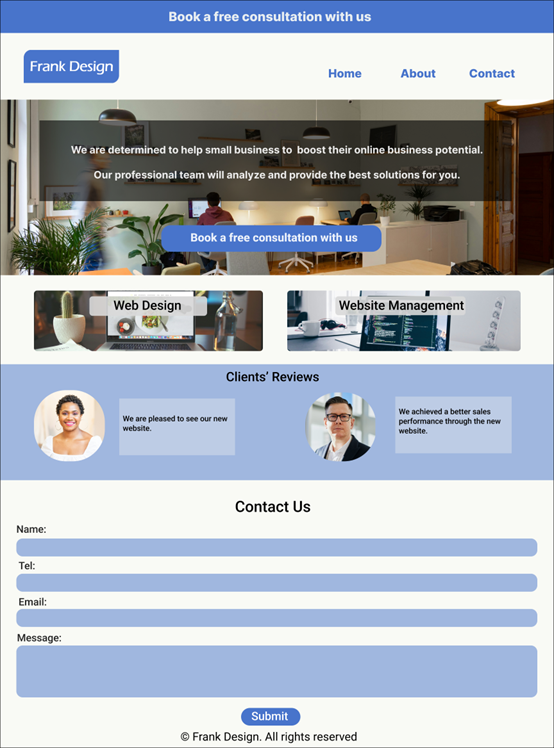 Book a free consultation with us
Frank Design
Home About Contact
We are determined to help small business to boost their online business potential.
Our professional team will analyze and provide the best solutions for you.
Book a free consultation with us
Web Design
Website Management
Clients’ Reviews
We are pleased to see our new
website.
We achieved a better sales
performance through the new
website.
Contact Us
Name:
Tel:
Email:
Message:
Submit
© Frank Design. All rights reserved